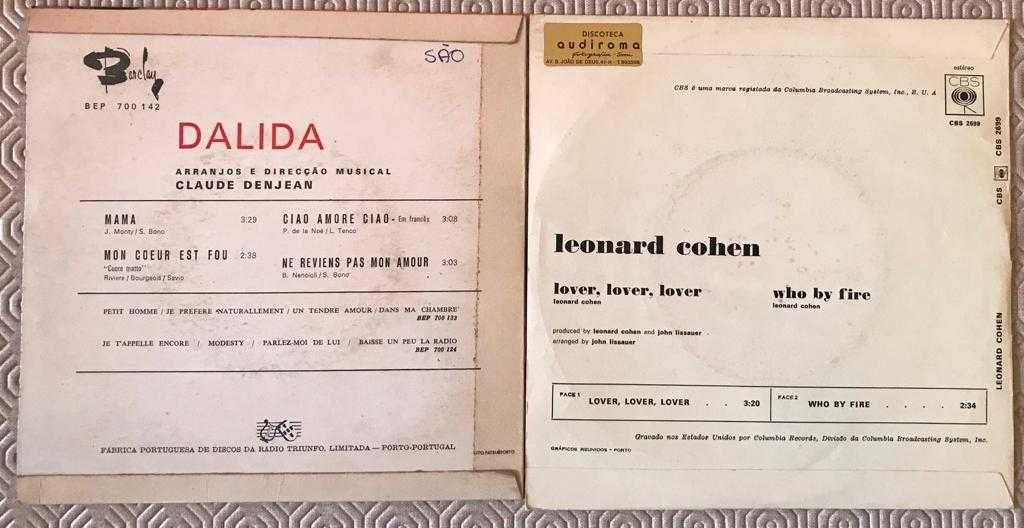 Barclay
BEP 700 142
SÃO
DALIDA
ARRANJOS E DIRECÇÃO MUSICAL
CLAUDE DENJEAN
MAMA 3:29
J. Monty / S. Bono
MON COEUR EST FOU 2:38
"Cuore matto"
Riviere / Bourgeois / Savio
CIAO AMORE CIAO - Em francês 3:08
P. de la Noé / L. Tenco
NE REVIENS PAS MON AMOUR 3:03
B. Nencioli / S. Bono
PETIT HOMME / JE PREFERE NATURALLEMENT / UN TENDRE AMOUR / DANS MA CHAMBRE
BEP 700 133
JE T'APPELLE ENCORE / MODESTY / PARLEZ-MOI DE LUI / BAISSE UN PEU LA RADIO
BEP 700 124
FÁBRICA PORTUGUESA DE DISCOS DA RÁDIO TRIUNFO, LIMITADA — PORTO-PORTUGAL
DISCOTECA
audiroma
fotografia - Som
estéreo
CBS é uma marca registada da Columbia Broadcasting System, Inc., E. U. A
CBS
CBS 2699
CBS 2699
CBS
LEONARD COHEN
leonard cohen
lover, lover, lover
leonard cohen
who by fire
leonard cohen
produced by leonard cohen and john lissauer .
arranged by john lissauer
FACE 1 LOVER, LOVER, LOVER . . 3:20
FACE 2 WHO BY FIRE . . . . . 2:34
Gravado nos Estados Unidos por Columbia Records, Divisão da Columbia Broadcasting System, Inc.
GRÁFICOS REUNIDOS - PORTO